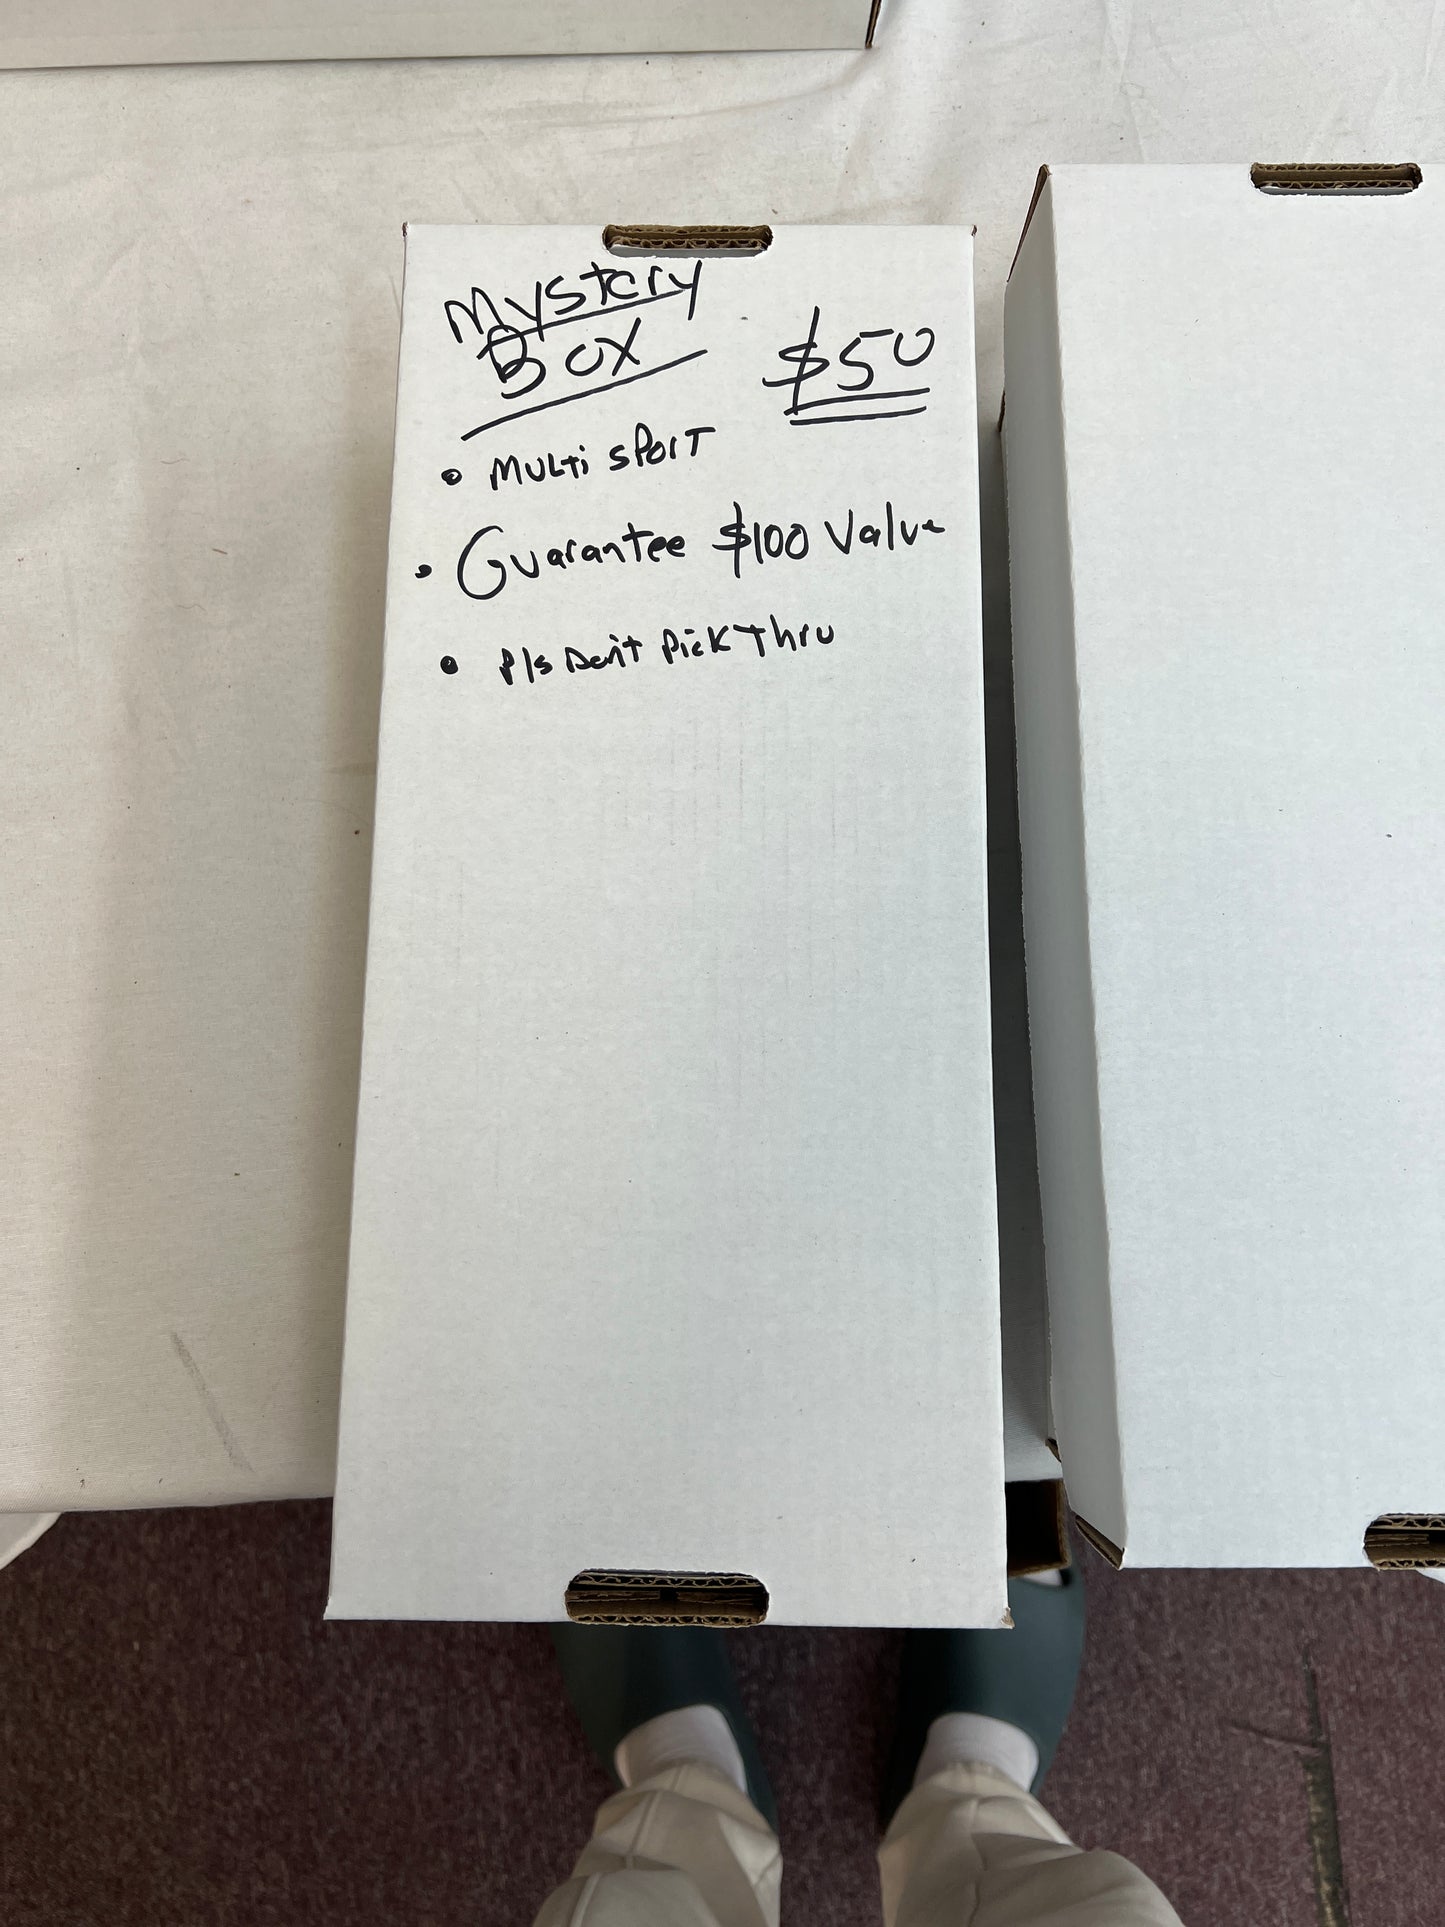 Mystery
Box
$50
• Multi sport
• Guarantee $100 Value
• Pls Don't Pick Thru